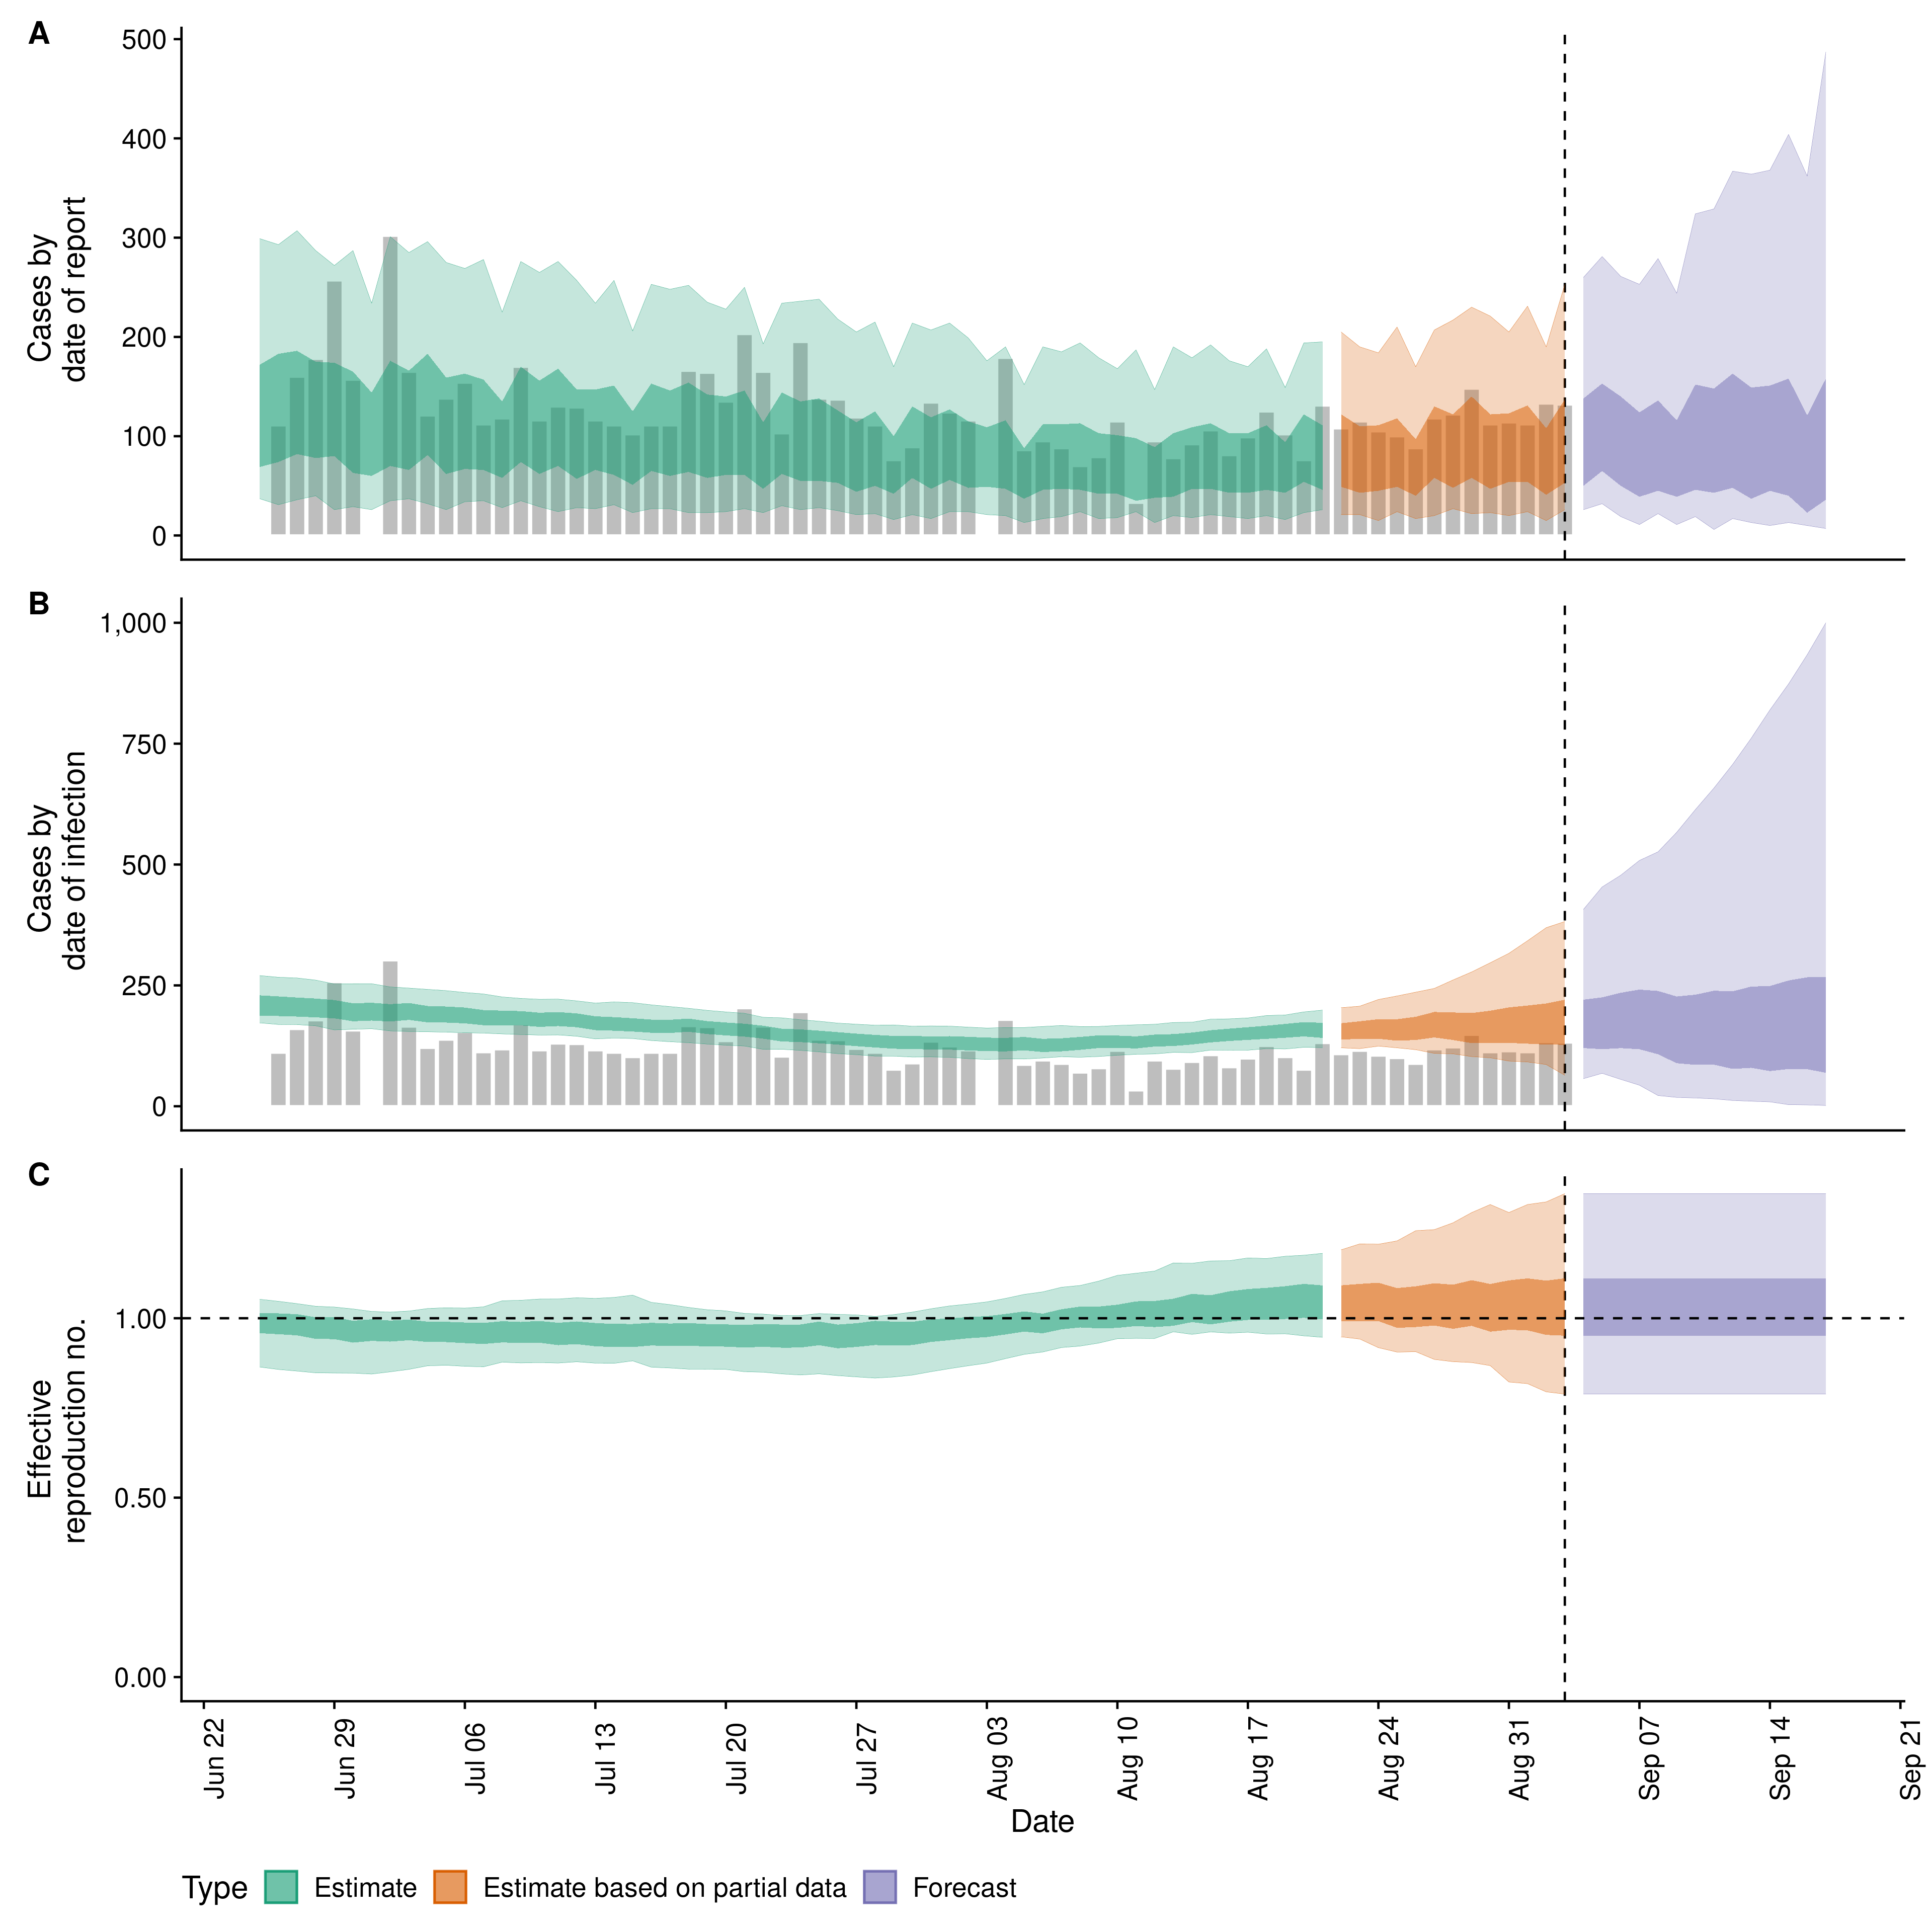 A
500
400
300
200
100
0
Cases by
date of report
B
1,000
750
500
250
0
Cases by
date of infection
C
1.00
0.50
0.00
Effective
reproduction no.
Jun 22
Jun 29
Jul 06
Jul 13
Jul 20
Jul 27
Aug 03
Aug 10
Aug 17
Aug 24
Aug 31
Sep 07
Sep 14
Sep 21
Date
Type Estimate Estimate based on partial data Forecast